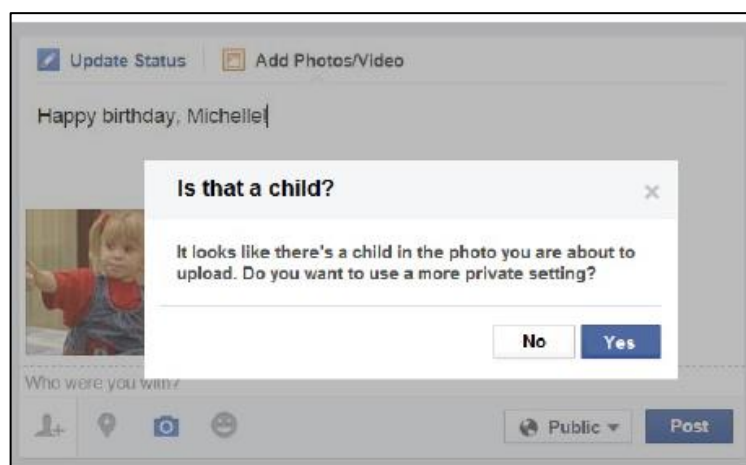 Update Status Add Photos/Video
Happy birthday, Michelle!
Is that a child? ×
It looks like there's a child in the photo you are about to
upload. Do you want to use a more private setting?
No Yes
Who were you with?
Public Post